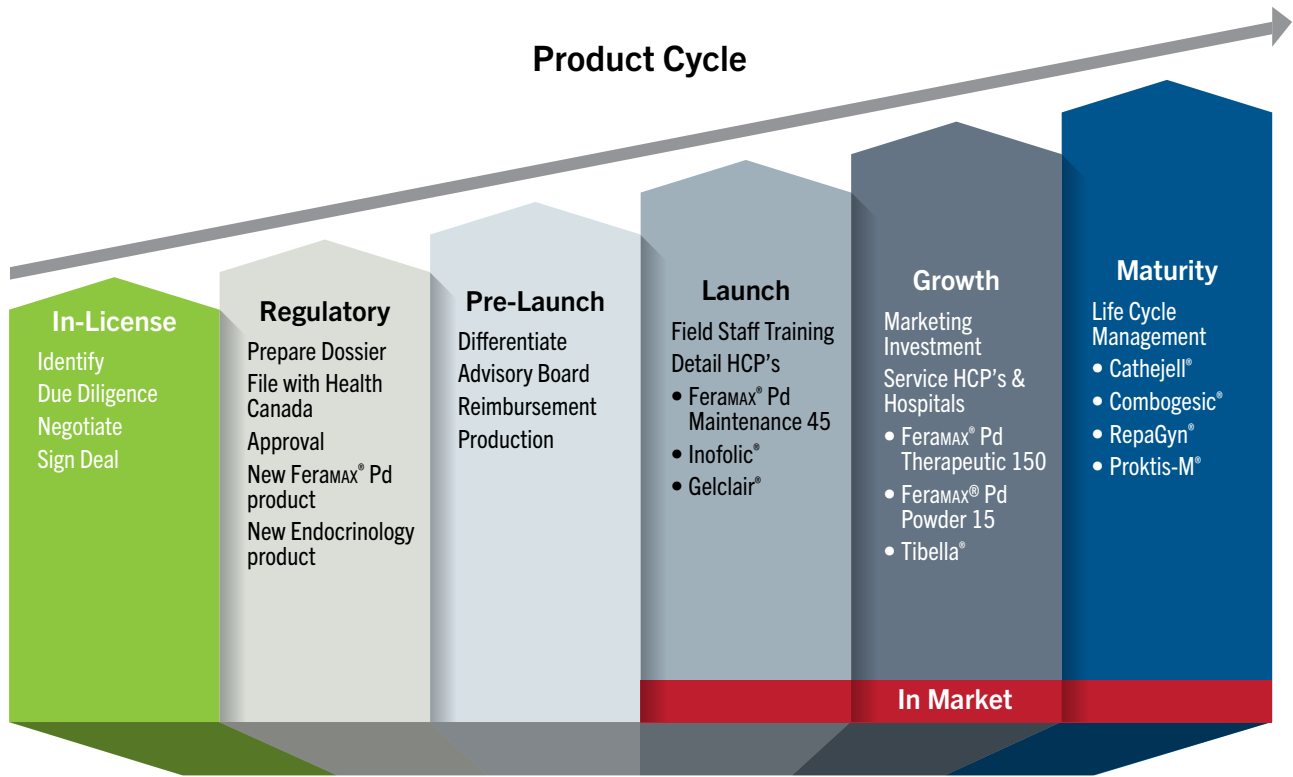 Product Cycle
In-License
Identify
Due Diligence
Negotiate
Sign Deal
Regulatory
Prepare Dossier
File with Health
Canada
Approval
New FeraMAX® Pd
product
New Endocrinology
product
Pre-Launch
Differentiate
Advisory Board
Reimbursement
Production
Launch
Field Staff Training
Detail HCP's
• FeraMAX® Pd
Maintenance 45
• Inofolic®
• Gelclair®
Growth
Marketing
Investment
Service HCP's &
Hospitals
• FeraMAX® Pd
Therapeutic 150
• FeraMAX® Pd
Powder 15
• Tibella®
Maturity
Life Cycle
Management
• Cathejell®
• Combogesic®
• RepaGyn®
• Proktis-M®
In Market